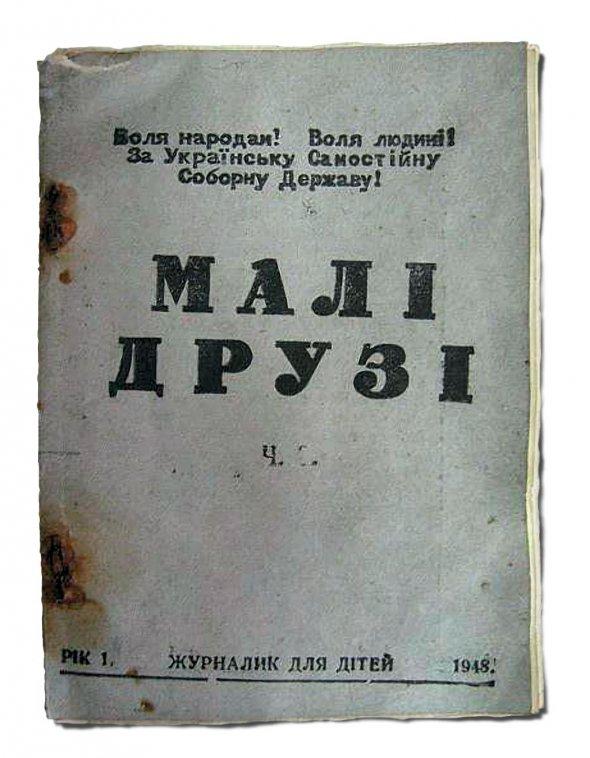 Воля народам! Воля людині!
За Українську Самостійну
Соборну Державу!
МАЛІ
ДРУЗІ
Ч.
РІК 1. ЖУРНАЛИК ДЛЯ ДІТЕЙ 1948.